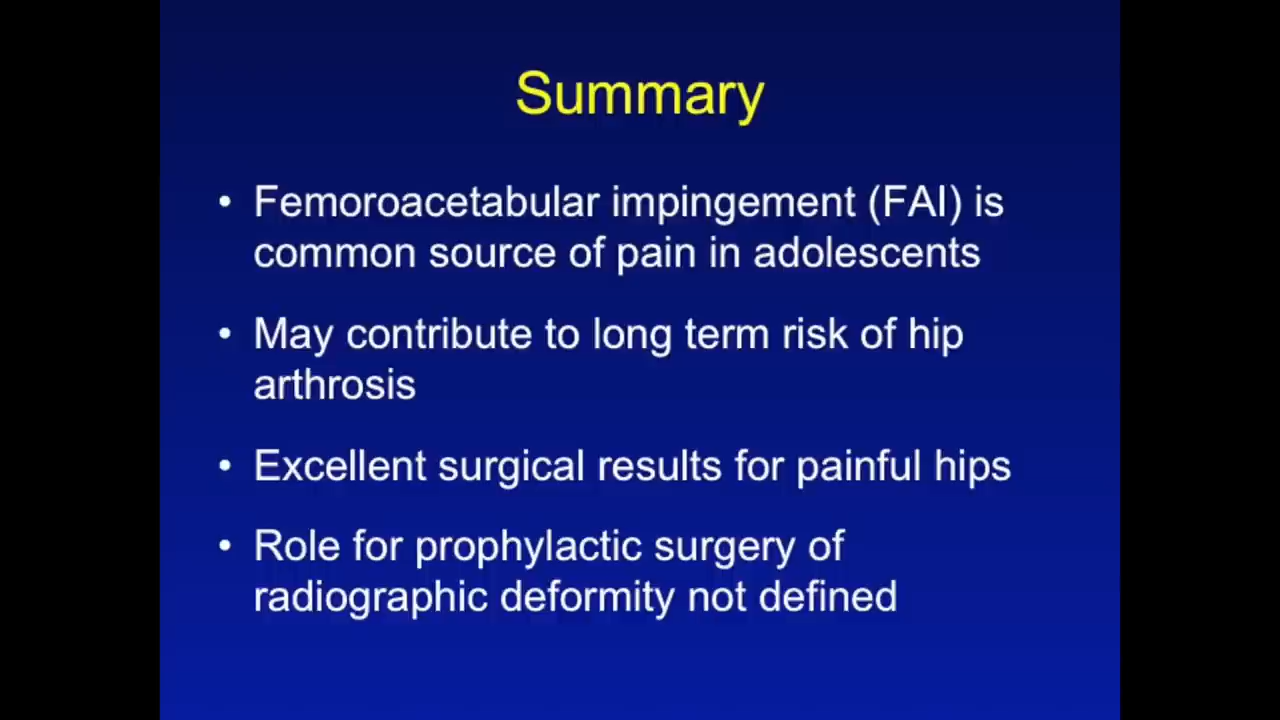 Summary
• Femoroacetabular impingement (FAI) is
common source of pain in adolescents
• May contribute to long term risk of hip
arthrosis
• Excellent surgical results for painful hips
• Role for prophylactic surgery of
radiographic deformity not defined